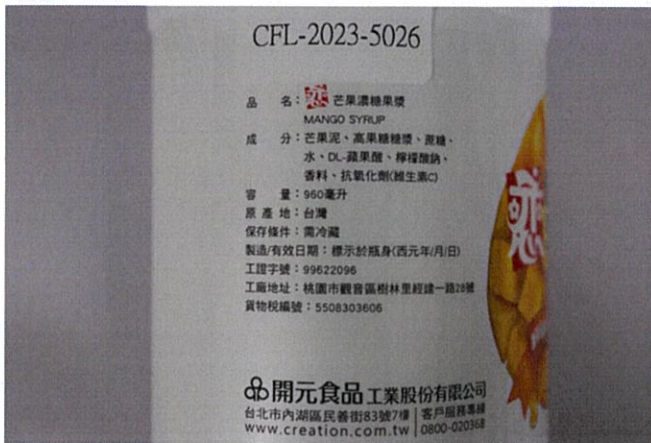 CFL-2023-5026
品 名：戀 芒果濃糖果漿
MANGO SYRUP
成 分：芒果泥、高果糖糖漿、蔗糖、
水、DL-蘋果酸、檸檬酸鈉、
香料、抗氧化劑(維生素C)
容 量：960毫升
原 產 地：台灣
保存條件：需冷藏
製造/有效日期：標示於瓶身(西元年/月/日)
工證字號：99622096
工廠地址：桃園市觀音區樹林里經建一路28號
貨物稅編號：5508303606
戀
開元食品工業股份有限公司
台北市內湖區民善街83號7樓 | 客戶服務專線
www.creation.com.tw | 0800-020368